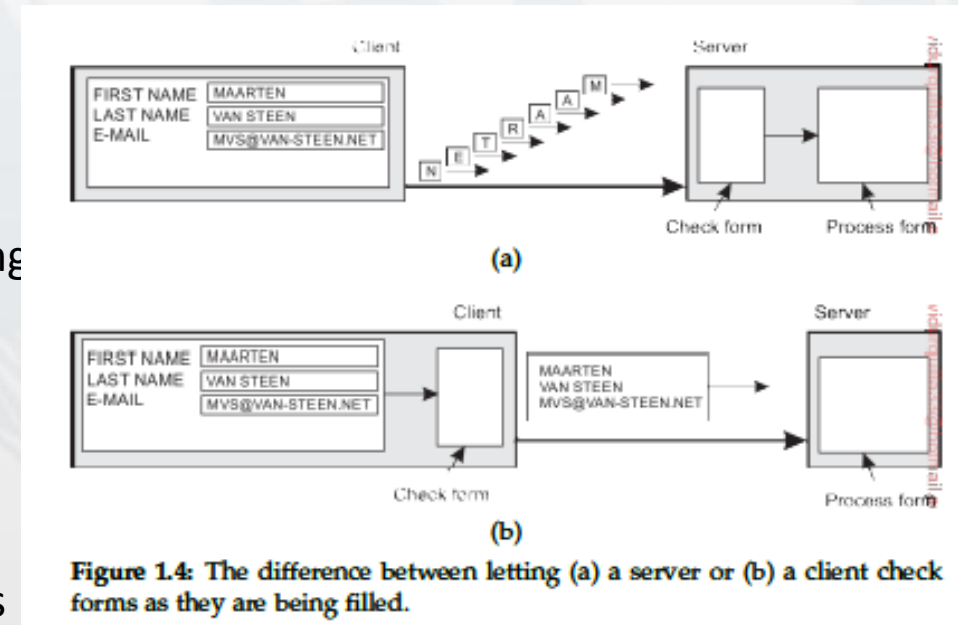 Client
Server
FIRST NAME MAARTEN
LAST NAME VAN STEEN
E-MAIL MVS@VAN-STEEN.NET
N E T R A A M
Check form
Process form
(a)
Client
Server
FIRST NAME MAARTEN
LAST NAME VAN STEEN
E-MAIL MVS@VAN-STEEN.NET
MAARTEN
VAN STEEN
MVS@VAN-STEEN.NET
Check form
Process form
(b)
Figure 1.4: The difference between letting (a) a server or (b) a client check
forms as they are being filled.